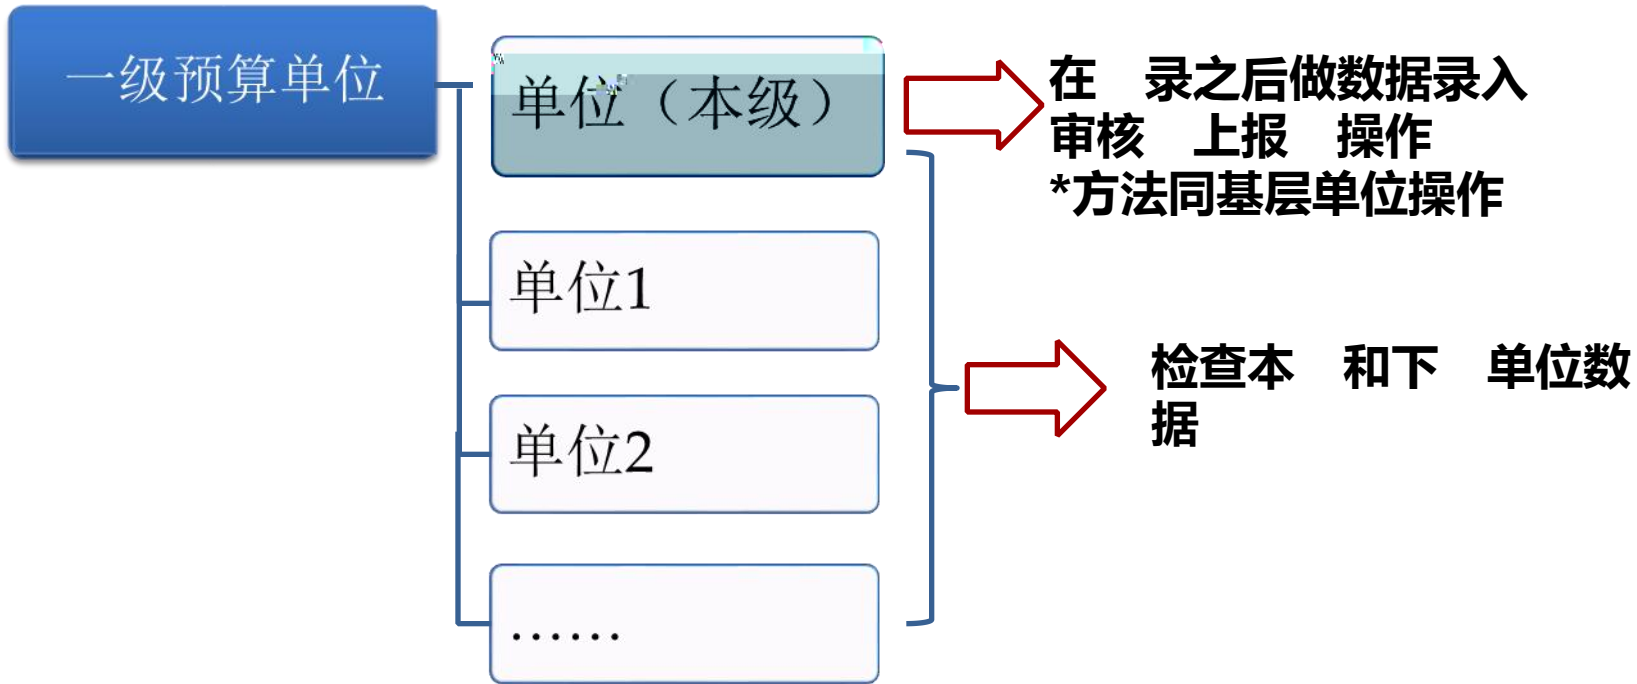 一级预算单位
单位（本级）
在 录之后做数据录入
审核 上报 操作
*方法同基层单位操作
单位1
单位2
......
检查本 和下 单位数
据